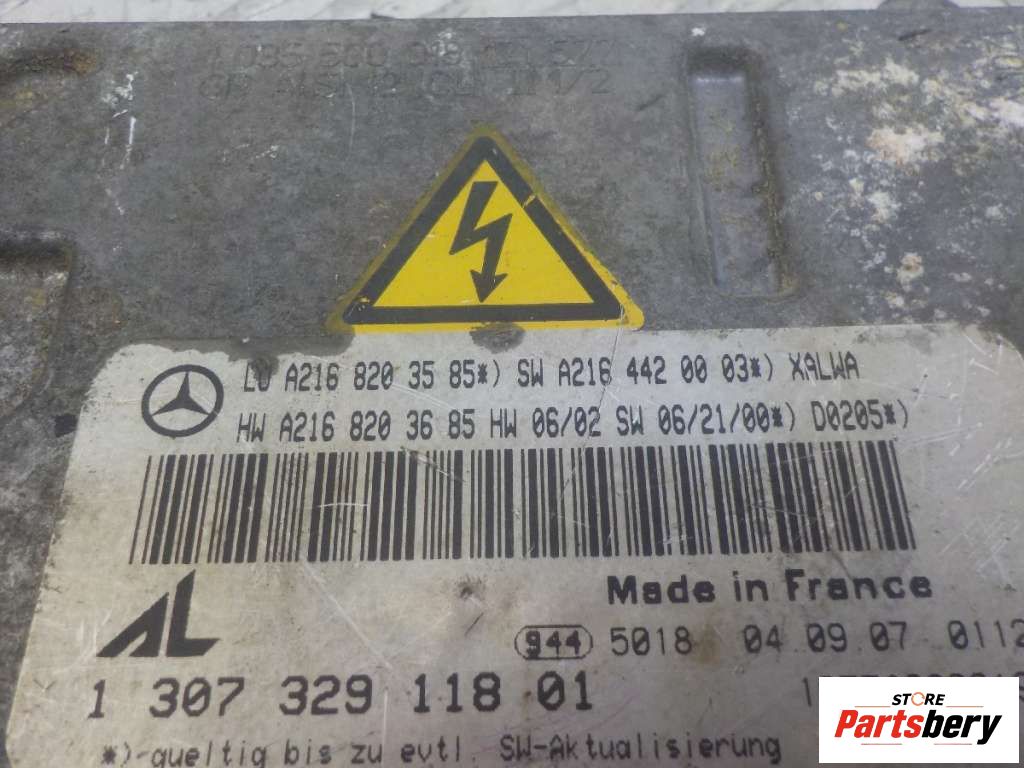 LU A216 820 35 85*) SW A216 442 00 03*) XALWA
HW A216 820 36 85 HW 06/02 SW 06/21/00*) D0205*)
AL
Made in France
944 5018 04.09.07 0112
1 307 329 118 01
*)-gueltig bis zu evtl. SW-Aktualisierung
STORE
Partsbery